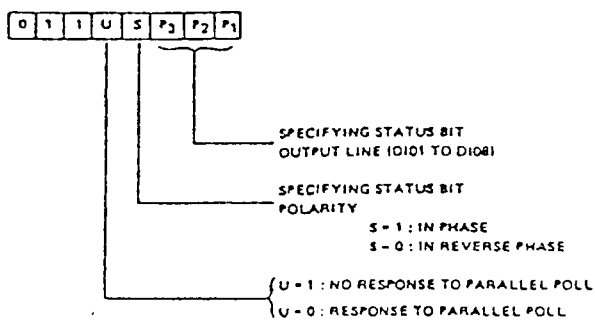 0 1 1 U S P3 P2 P1
SPECIFYING STATUS BIT
OUTPUT LINE (DIO1 TO DIO8)
SPECIFYING STATUS BIT
POLARITY
S = 1 : IN PHASE
S = 0 : IN REVERSE PHASE
U = 1 : NO RESPONSE TO PARALLEL POLL
U = 0 : RESPONSE TO PARALLEL POLL